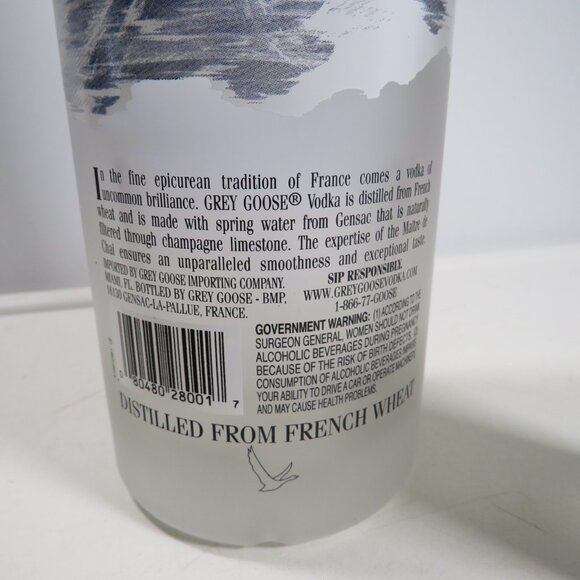 In the fine epicurean tradition of France comes a vodka of
uncommon brilliance. GREY GOOSE® Vodka is distilled from French
wheat and is made with spring water from Gensac that is naturally
filtered through champagne limestone. The expertise of the Maître de
Chai ensures an unparalleled smoothness and exceptional taste.
IMPORTED BY GREY GOOSE IMPORTING COMPANY.
MIAMI, FL. BOTTLED BY GREY GOOSE - BMP,
16130 GENSAC-LA-PALLUE, FRANCE.
SIP RESPONSIBLY.
WWW.GREYGOOSEVODKA.COM
1-866-77-GOOSE
GOVERNMENT WARNING: (1) ACCORDING TO THE
SURGEON GENERAL, WOMEN SHOULD NOT DRINK
ALCOHOLIC BEVERAGES DURING PREGNANCY
BECAUSE OF THE RISK OF BIRTH DEFECTS. (2)
CONSUMPTION OF ALCOHOLIC BEVERAGES IMPAIRS
YOUR ABILITY TO DRIVE A CAR OR OPERATE MACHINERY,
AND MAY CAUSE HEALTH PROBLEMS.
0 80480 28001 7
DISTILLED FROM FRENCH WHEAT